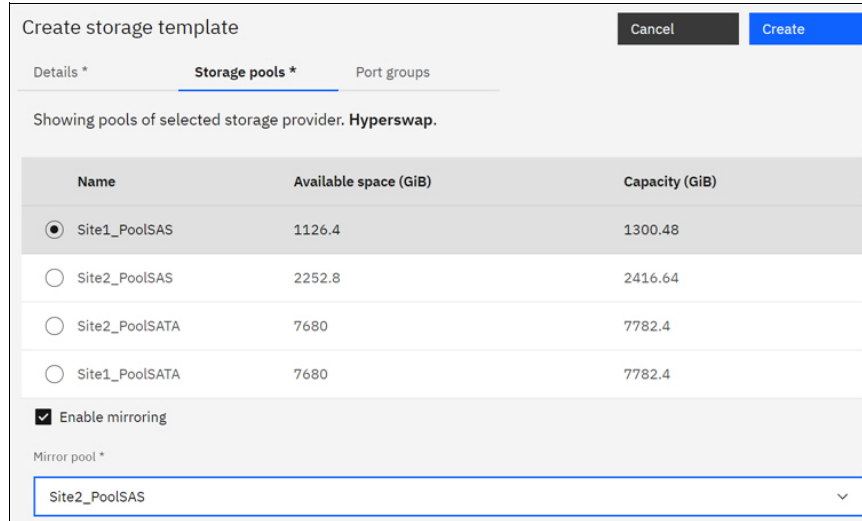 Create storage template
Cancel
Create
Details *
Storage pools *
Port groups
Showing pools of selected storage provider. Hyperswap.
Name Available space (GiB) Capacity (GiB)
Site1_PoolSAS 1126.4 1300.48
Site2_PoolSAS 2252.8 2416.64
Site2_PoolSATA 7680 7782.4
Site1_PoolSATA 7680 7782.4
Enable mirroring
Mirror pool *
Site2_PoolSAS